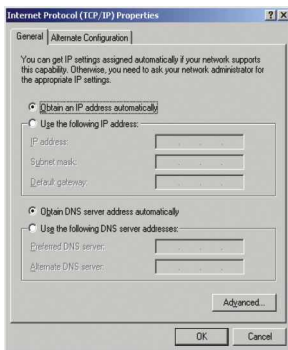 Internet Protocol (TCP/IP) Properties
General Alternate Configuration
You can get IP settings assigned automatically if your network supports
this capability. Otherwise, you need to ask your network administrator for
the appropriate IP settings.
Obtain an IP address automatically
Use the following IP address:
IP address:
Subnet mask:
Default gateway:
Obtain DNS server address automatically
Use the following DNS server addresses:
Preferred DNS server:
Alternate DNS server:
Advanced...
OK Cancel